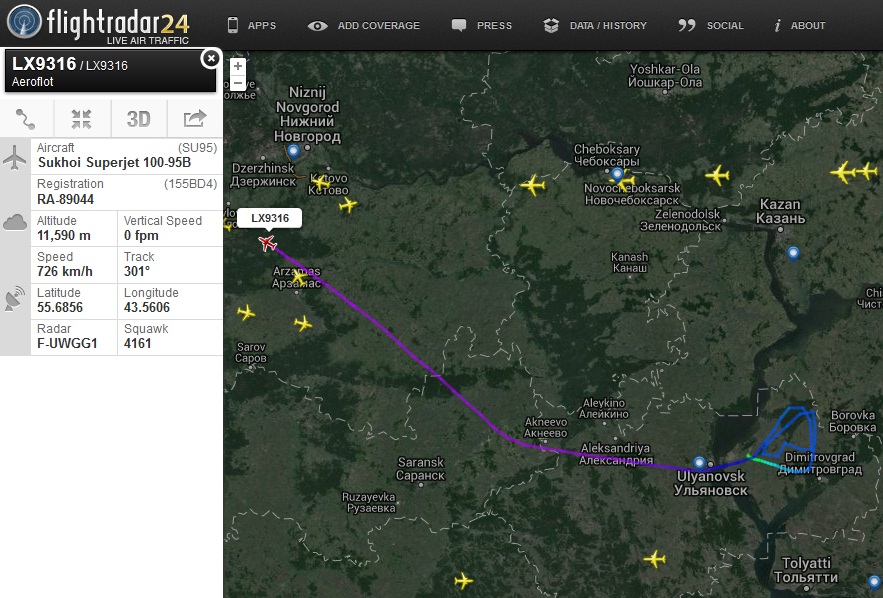 flightradar24
LIVE AIR TRAFFIC
APPS
ADD COVERAGE
PRESS
DATA / HISTORY
SOCIAL
ABOUT
LX9316 / LX9316
Aeroflot
3D
Aircraft (SU95)
Sukhoi Superjet 100-95B
Registration (155BD4)
RA-89044
Altitude Vertical Speed
11,590 m 0 fpm
Speed Track
726 km/h 301°
Latitude Longitude
55.6856 43.5606
Radar Squawk
F-UWGG1 4161
+
−
Yoshkar-Ola
Йошкар-Ола
Niznij
Novgorod
Нижний
Новгород
Cheboksary
Чебоксары
Dzerzhinsk
Дзержинск
Kstovo
Кстово
Novocheboksarsk
Новочебоксарск
Zelenodolsk
Зеленодольск
Kazan
Казань
LX9316
Kanash
Канаш
Arzamas
Арзамас
Sarov
Саров
Aleykino
Алейкино
Akneevo
Акнеево
Borovka
Боровка
Aleksandriya
Александрия
Dimitrovgrad
Димитровград
Saransk
Саранск
Ulyanovsk
Ульяновск
Ruzayevka
Рузаевка
Tolyatti
Тольятти